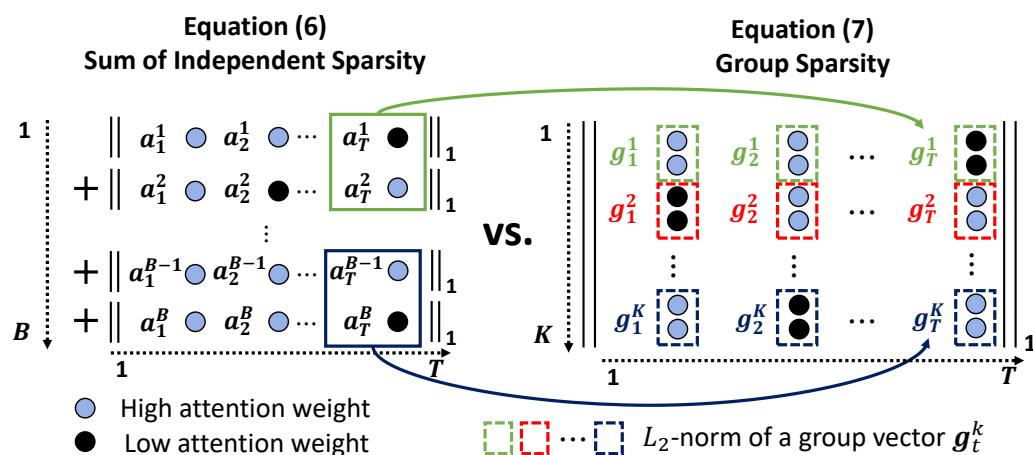 Equation (6)
Sum of Independent Sparsity
Equation (7)
Group Sparsity
1 || a_1^1 a_2^1 ... a_T^1 ||_1
+ || a_1^2 a_2^2 ... a_T^2 ||_1
⋮
+ || a_1^{B-1} a_2^{B-1} ... a_T^{B-1} ||_1
B + || a_1^B a_2^B ... a_T^B ||_1
1 T
vs.
1 || g_1^1 g_2^1 ... g_T^1
g_1^2 g_2^2 ... g_T^2
⋮ ⋮ ⋮
K g_1^K g_2^K ... g_T^K ||_1
1 T
High attention weight
Low attention weight
... L_2-norm of a group vector g_t^k